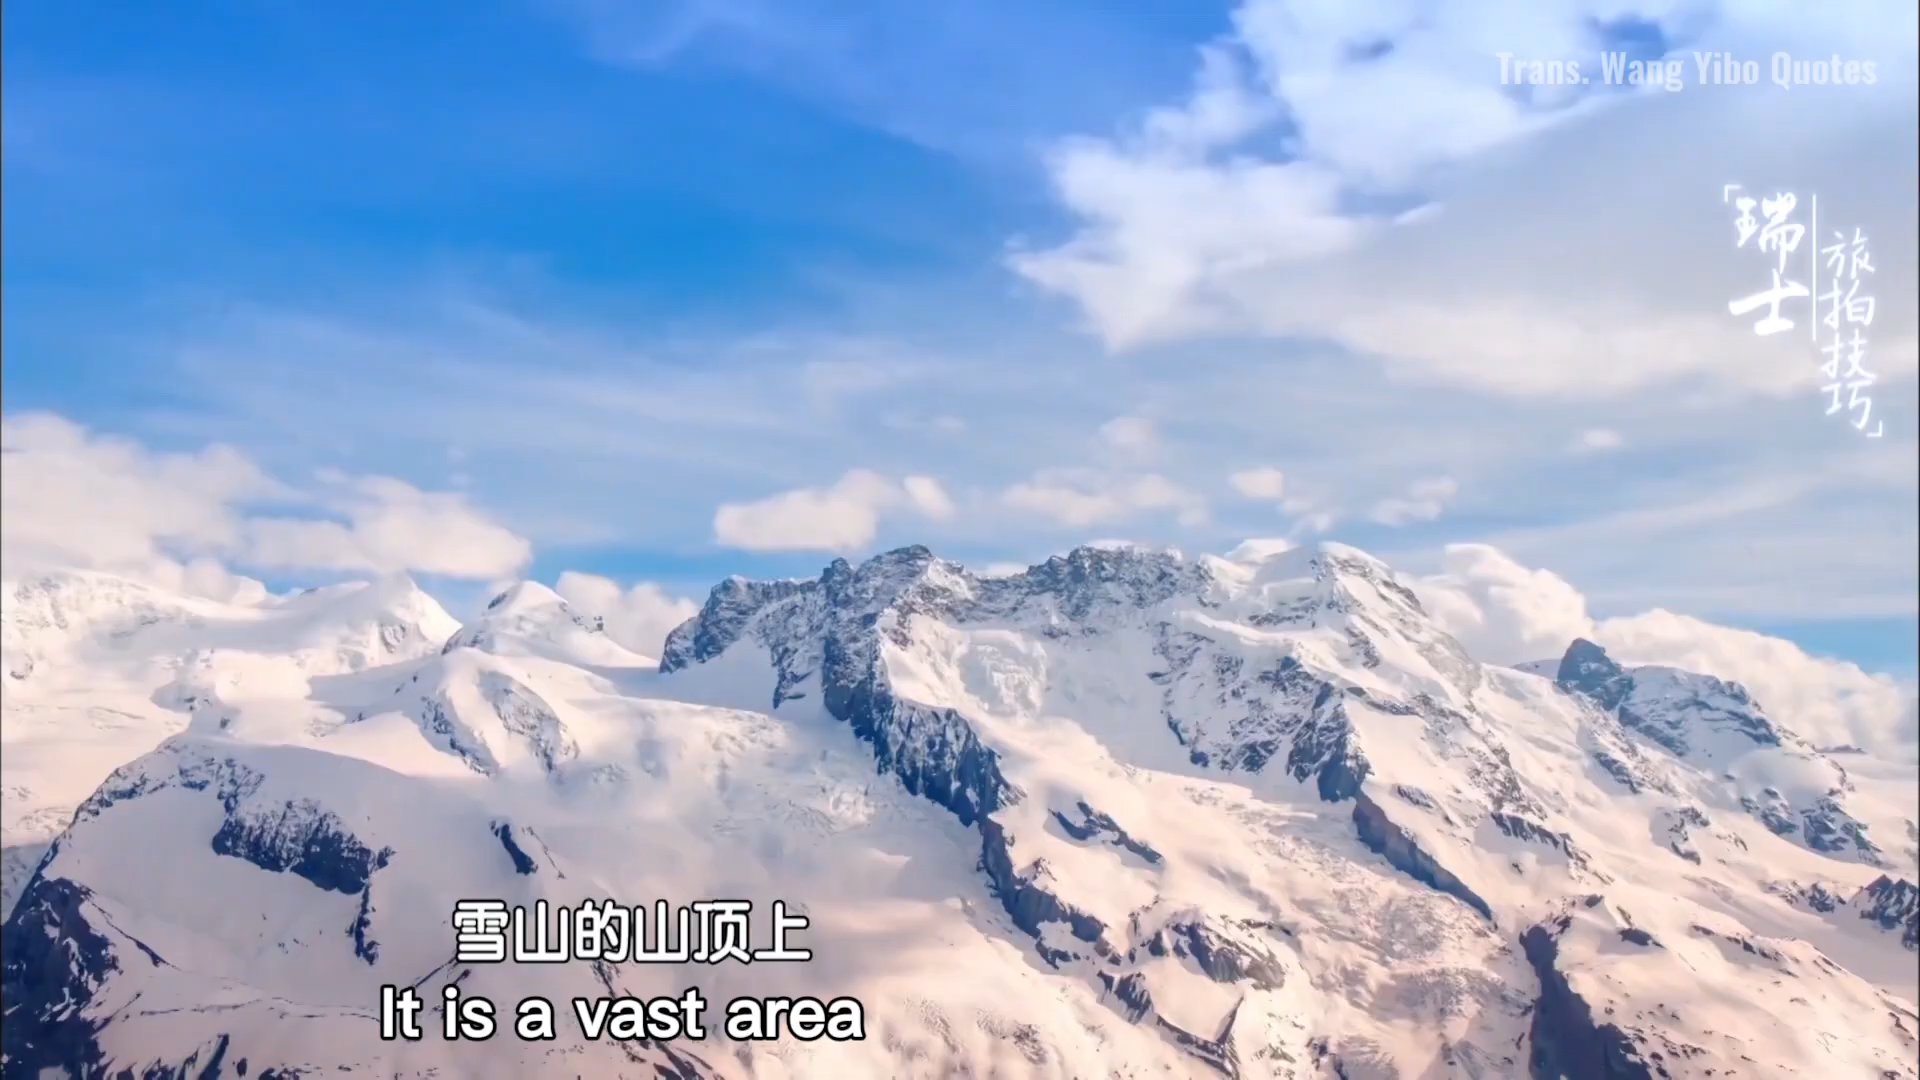 Trans. Wang Yibo Quotes
「瑞士
旅拍技巧」
雪山的山顶上
It is a vast area